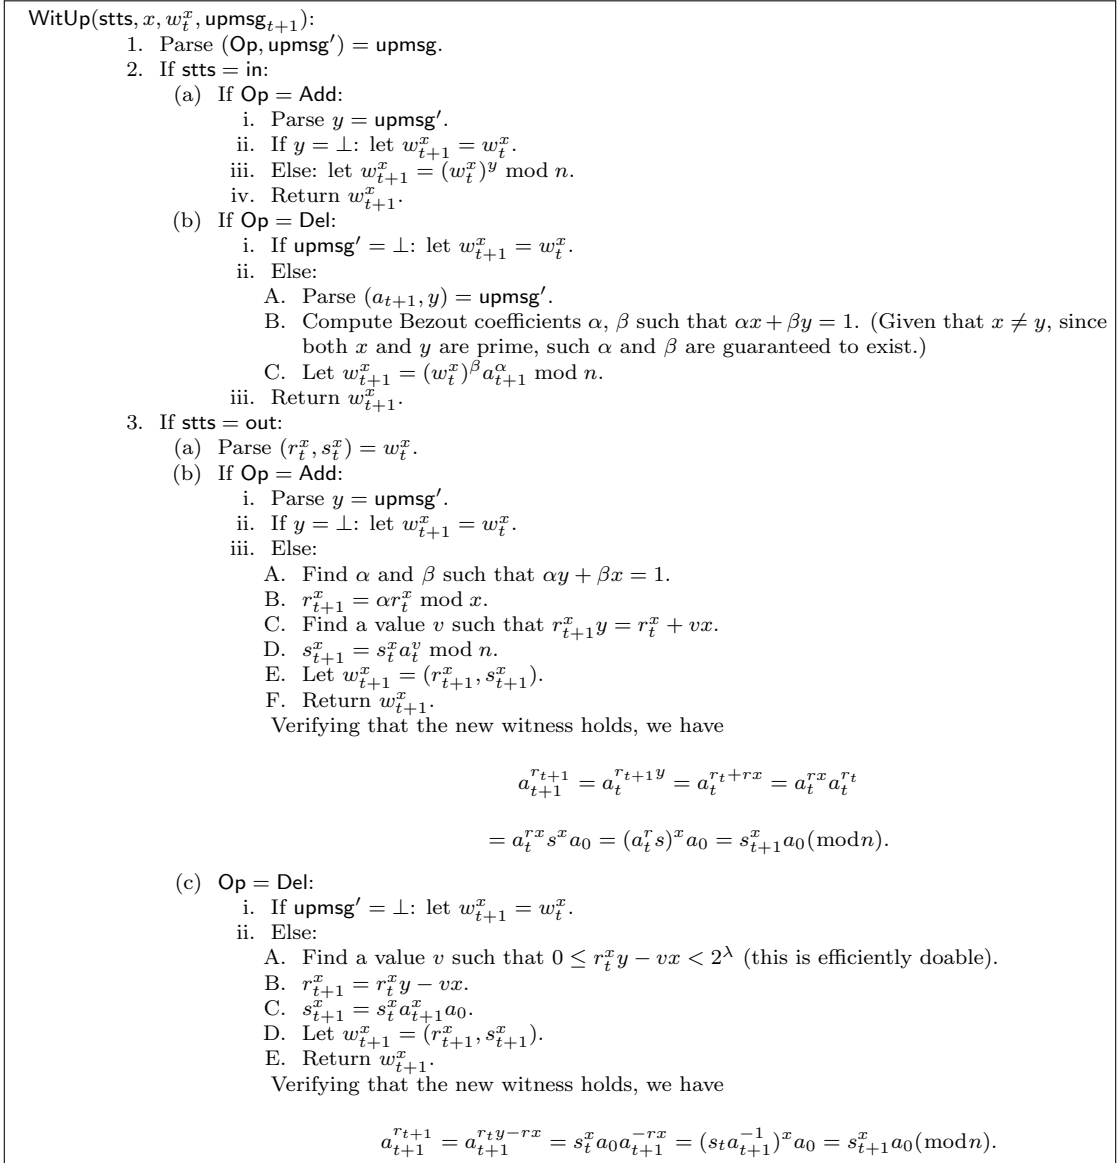 WitUp(stts, x, w_t^x, upmsg_{t+1}):
1. Parse (Op, upmsg′) = upmsg.
2. If stts = in:
(a) If Op = Add:
i. Parse y = upmsg′.
ii. If y = ⊥: let w_{t+1}^x = w_t^x.
iii. Else: let w_{t+1}^x = (w_t^x)^y mod n.
iv. Return w_{t+1}^x.
(b) If Op = Del:
i. If upmsg′ = ⊥: let w_{t+1}^x = w_t^x.
ii. Else:
A. Parse (a_{t+1}, y) = upmsg′.
B. Compute Bezout coefficients α, β such that αx + βy = 1. (Given that x ≠ y, since
both x and y are prime, such α and β are guaranteed to exist.)
C. Let w_{t+1}^x = (w_t^x)^β a_{t+1}^α mod n.
iii. Return w_{t+1}^x.
3. If stts = out:
(a) Parse (r_t^x, s_t^x) = w_t^x.
(b) If Op = Add:
i. Parse y = upmsg′.
ii. If y = ⊥: let w_{t+1}^x = w_t^x.
iii. Else:
A. Find α and β such that αy + βx = 1.
B. r_{t+1}^x = αr_t^x mod x.
C. Find a value v such that r_{t+1}^x y = r_t^x + vx.
D. s_{t+1}^x = s_t^x a_t^v mod n.
E. Let w_{t+1}^x = (r_{t+1}^x, s_{t+1}^x).
F. Return w_{t+1}^x.
Verifying that the new witness holds, we have
a_{t+1}^{r_{t+1}} = a_t^{r_{t+1}y} = a_t^{r_t+rx} = a_t^{rx} a_t^{r_t}
= a_t^{rx} s^x a_0 = (a_t^r s)^x a_0 = s_{t+1}^x a_0(mod n).
(c) Op = Del:
i. If upmsg′ = ⊥: let w_{t+1}^x = w_t^x.
ii. Else:
A. Find a value v such that 0 ≤ r_t^x y − vx < 2^λ (this is efficiently doable).
B. r_{t+1}^x = r_t^x y − vx.
C. s_{t+1}^x = s_t^x a_{t+1}^x a_0.
D. Let w_{t+1}^x = (r_{t+1}^x, s_{t+1}^x).
E. Return w_{t+1}^x.
Verifying that the new witness holds, we have
a_{t+1}^{r_{t+1}} = a_{t+1}^{r_t y−rx} = s_t^x a_0 a_{t+1}^{−rx} = (s_t a_{t+1}^{−1})^x a_0 = s_{t+1}^x a_0(mod n).